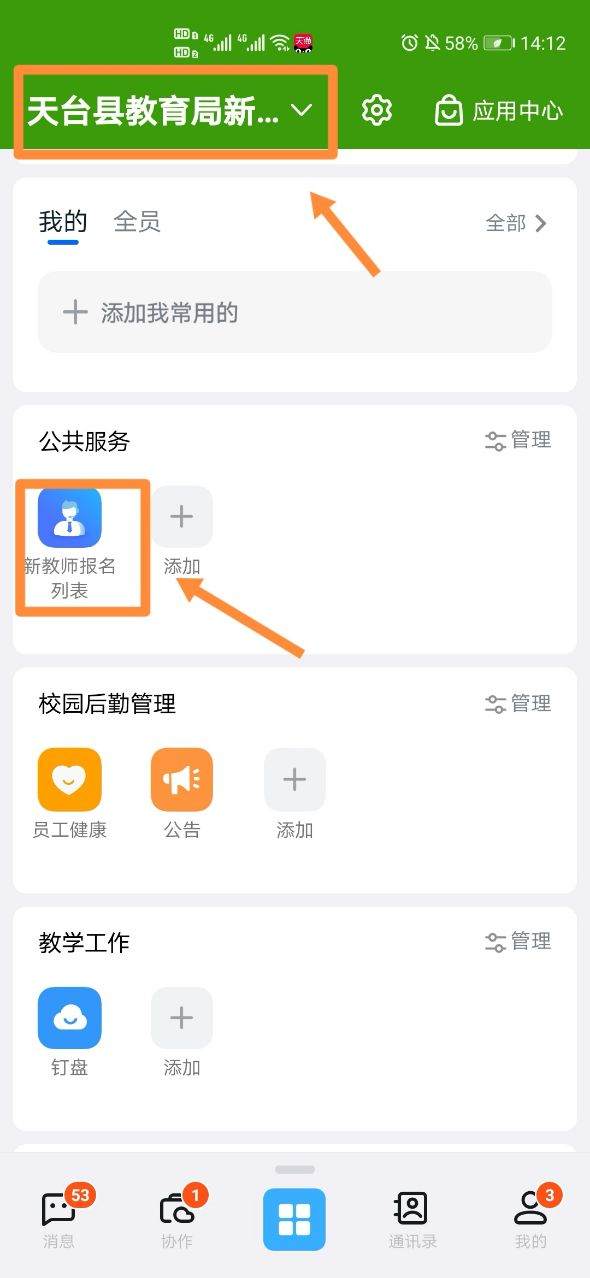 HD 1 4G 4G 天猫 58% 14:12
HD 2
天台县教育局新... 应用中心
我的 全员 全部
添加我常用的
公共服务 管理
新教师报名 添加
列表
校园后勤管理 管理
员工健康 公告 添加
教学工作 管理
钉盘 添加
53 1 3
消息 协作 通讯录 我的